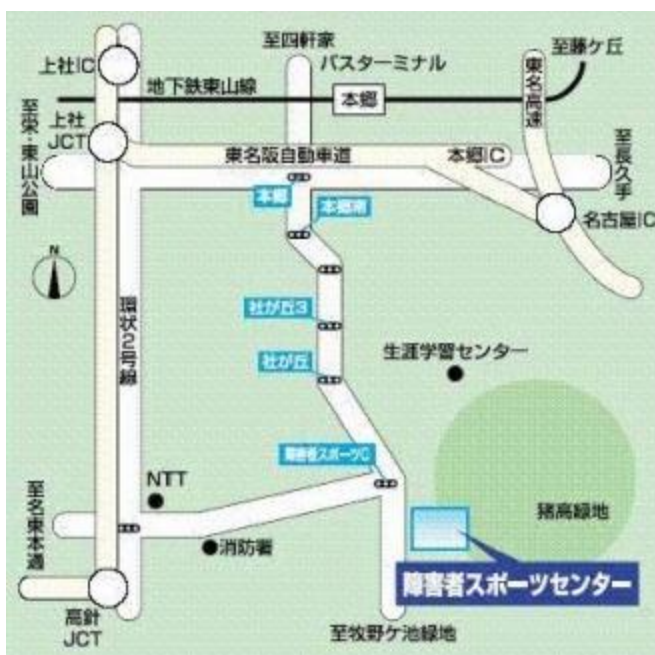 至四軒家
バスターミナル
至藤ケ丘
上社IC
地下鉄東山線
本郷
東名高速
至栄・東山公園
上社
JCT
東名阪自動車道
本郷IC
至長久手
本郷
本郷南
名古屋IC
N
環状2号線
社が丘3
社が丘
生涯学習センター
障害者スポーツC
NTT
至名東本通
消防署
猪高緑地
障害者スポーツセンター
高針
JCT
至牧野ケ池緑地